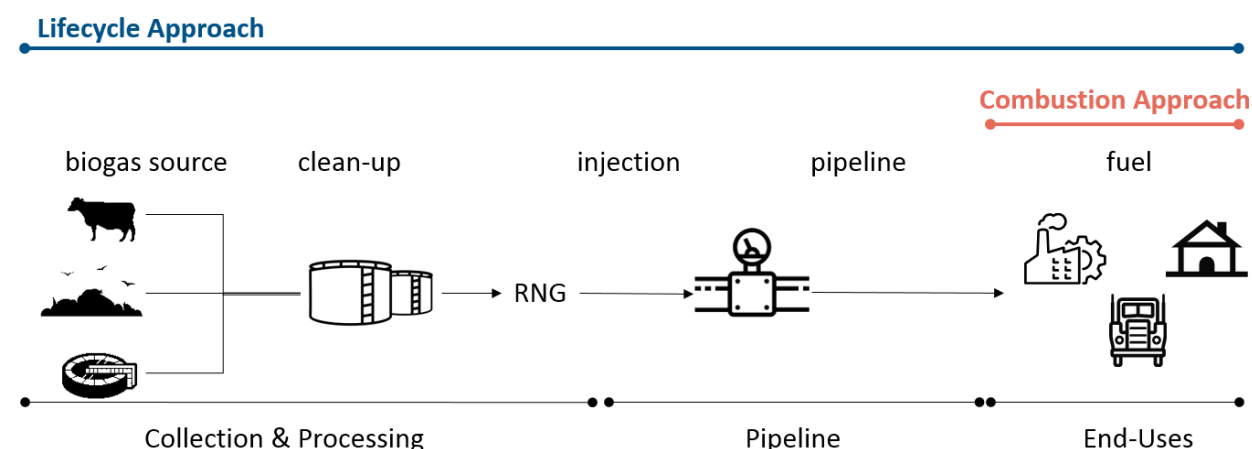 Lifecycle Approach
Combustion Approach
biogas source clean-up injection pipeline fuel
RNG
Collection & Processing Pipeline End-Uses